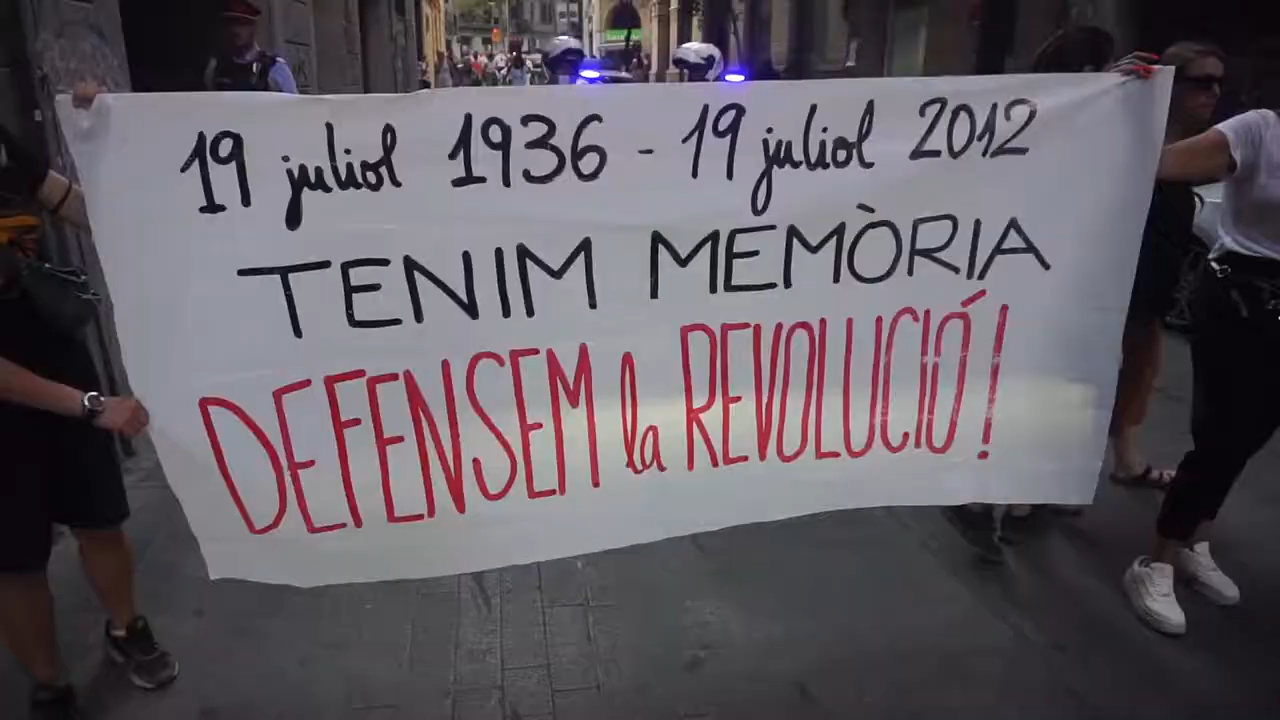 19 juliol 1936 - 19 juliol 2012
TENIM MEMÒRIA
DEFENSEM la REVOLUCIÓ!